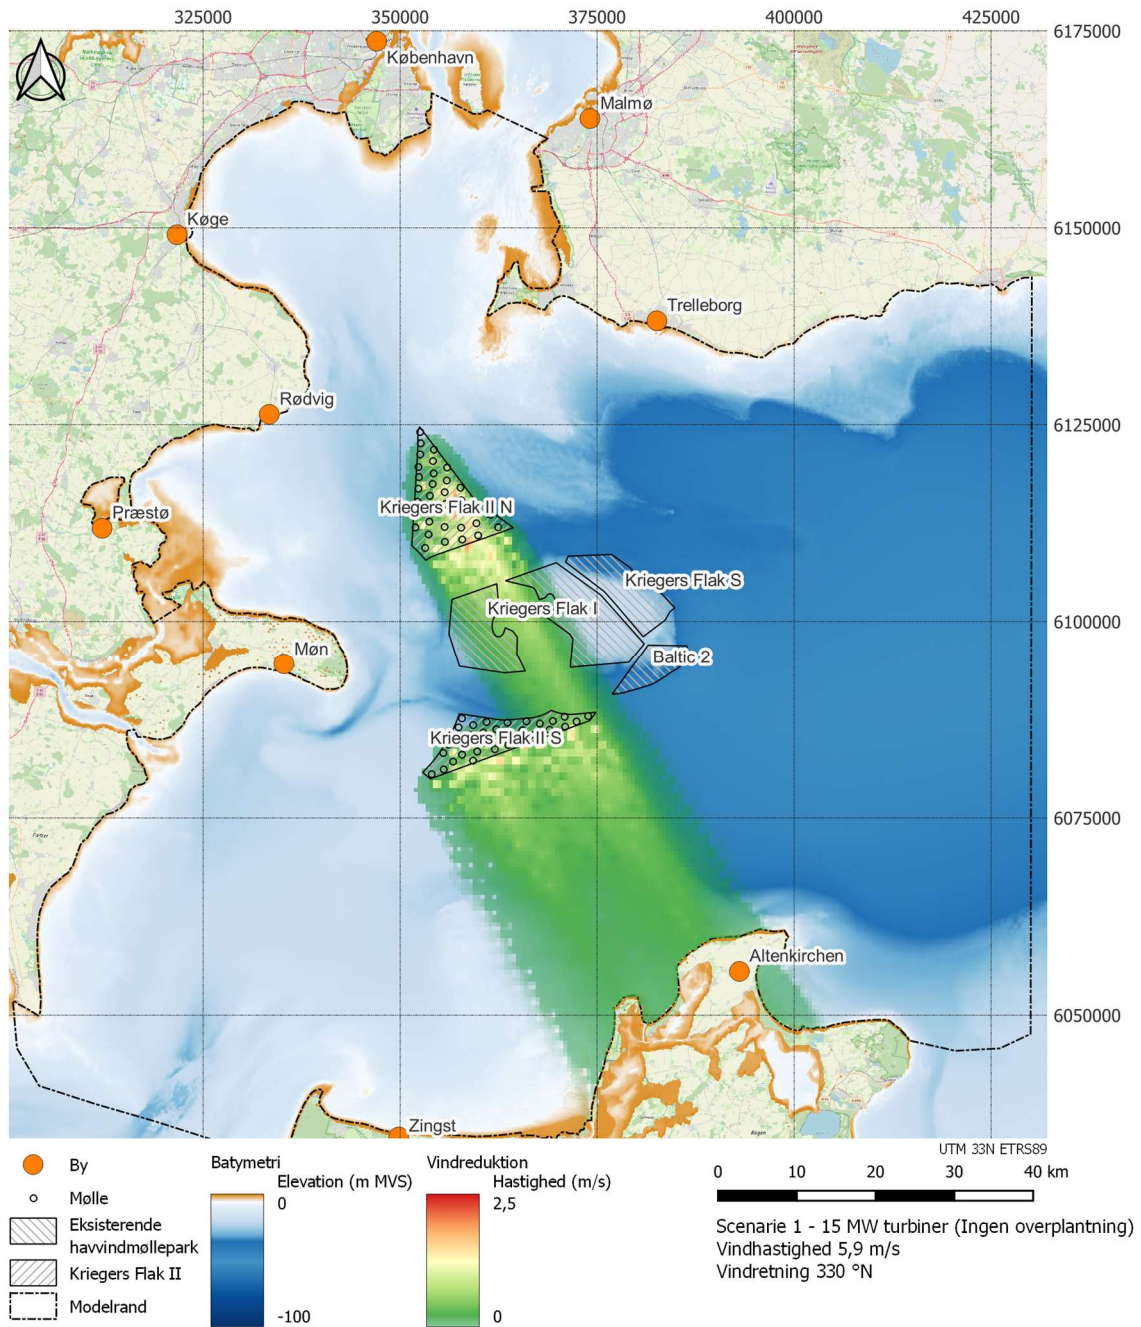 325000 350000 375000 400000 425000
6175000
København
Malmø
Køge
6150000
Trelleborg
Rødvig
6125000
Kriegers Flak II N
Præstø
Kriegers Flak S
Kriegers Flak I
6100000
Møn
Baltic 2
Kriegers Flak II S
6075000
Altenkirchen
6050000
Zingst
UTM 33N ETRS89
By
Mølle
Eksisterende
havvindmøllepark
Kriegers Flak II
Modelrand
Batymetri
Elevation (m MVS)
0
-100
Vindreduktion
Hastighed (m/s)
2,5
0
0 10 20 30 40 km
Scenarie 1 - 15 MW turbiner (Ingen overplantning)
Vindhastighed 5,9 m/s
Vindretning 330 °N